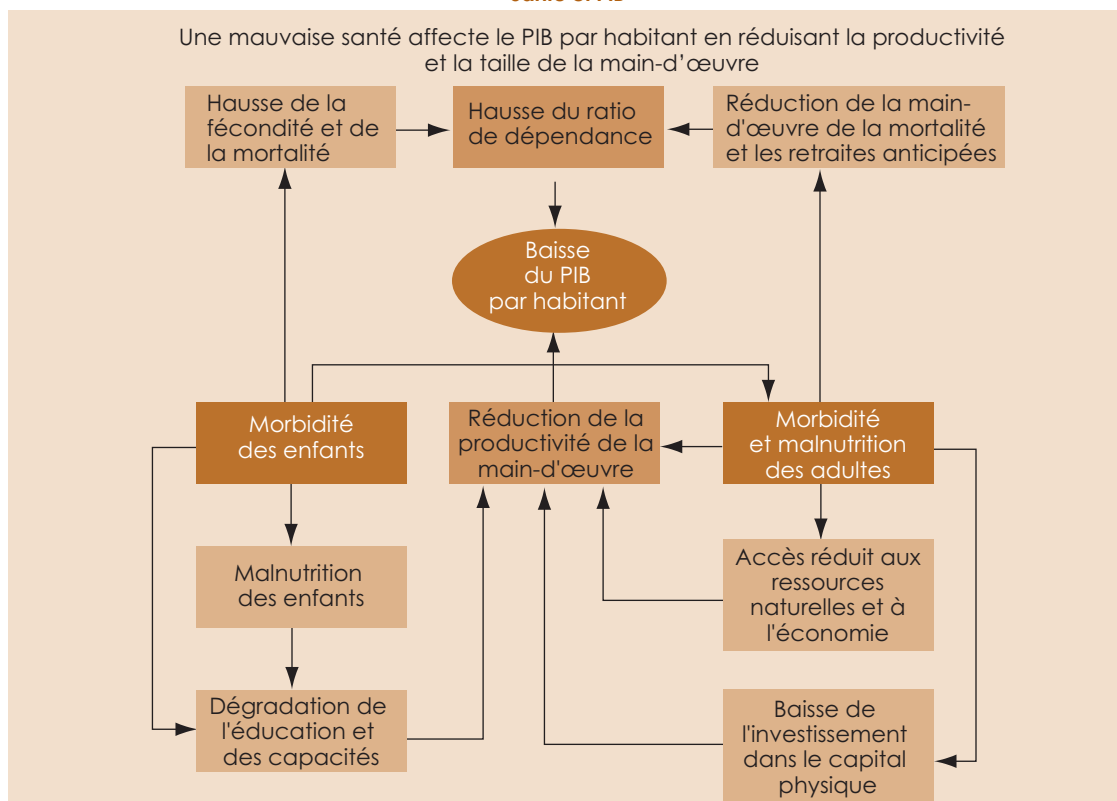 Une mauvaise santé affecte le PIB par habitant en réduisant la productivité
et la taille de la main-d’œuvre
Hausse de la
fécondité et de
la mortalité
Hausse du ratio
de dépendance
Réduction de la main-
d'œuvre de la mortalité
et les retraites anticipées
Baisse
du PIB
par habitant
Morbidité
des enfants
Réduction de la
productivité de la
main-d'œuvre
Morbidité
et malnutrition
des adultes
Malnutrition
des enfants
Accès réduit aux
ressources
naturelles et à
l'économie
Dégradation de
l'éducation et
des capacités
Baisse de
l'investissement
dans le capital
physique